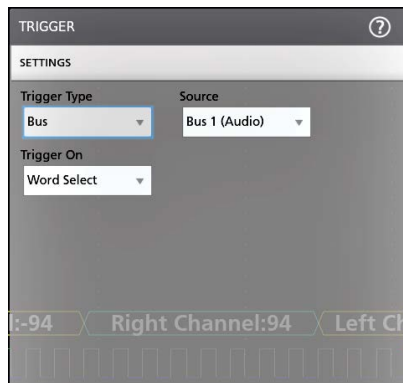 TRIGGER ?
SETTINGS
Trigger Type Source
Bus Bus 1 (Audio)
Trigger On
Word Select
:-94 Right Channel:94 Left Ch